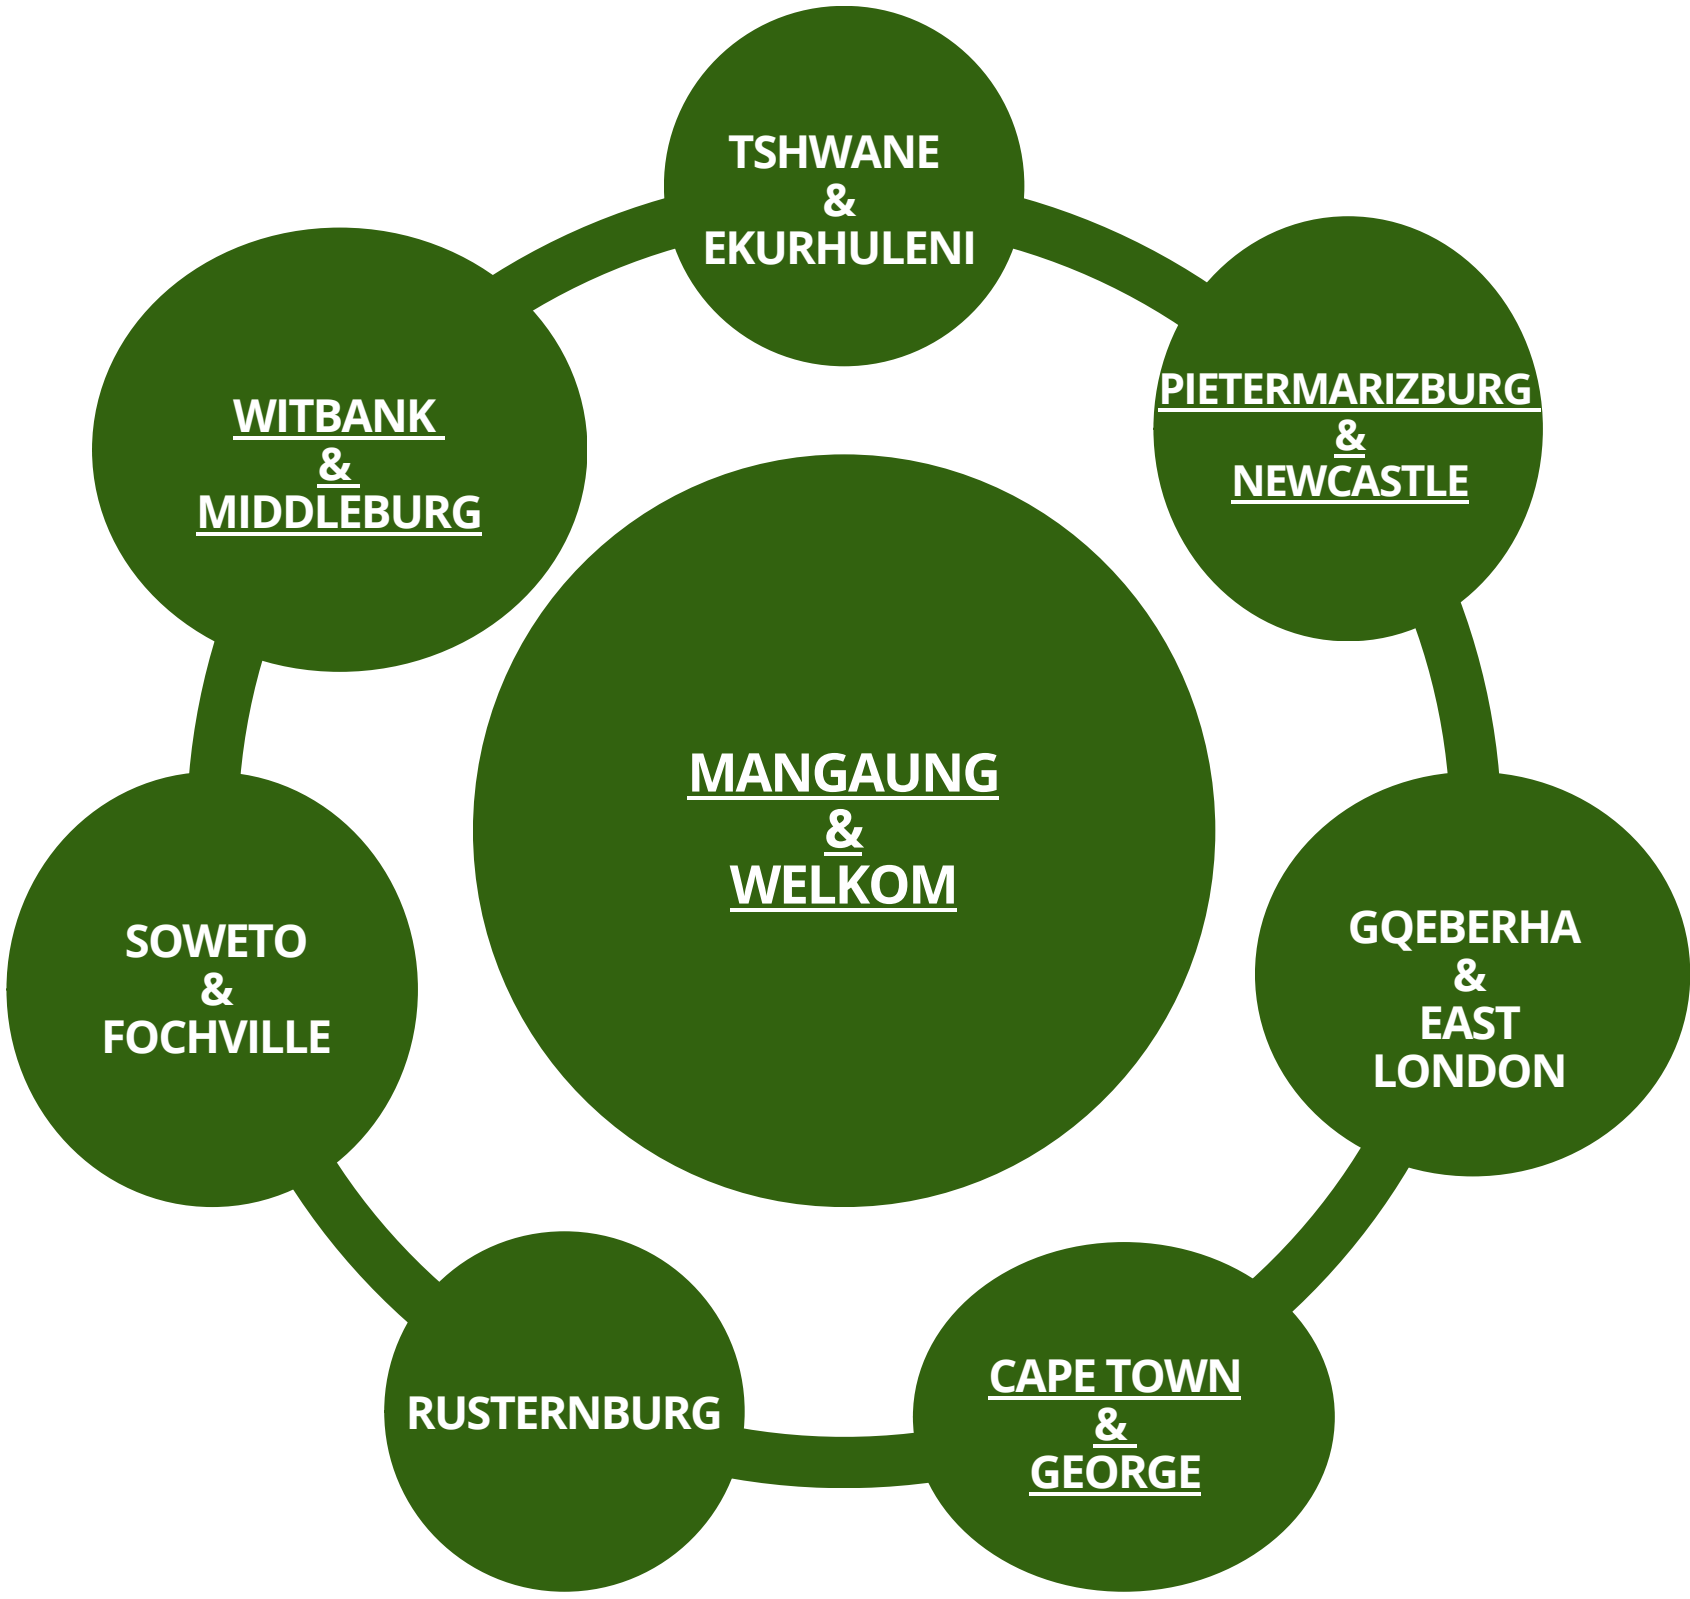 TSHWANE
&
EKURHULENI
PIETERMARIZBURG
&
NEWCASTLE
WITBANK
&
MIDDLEBURG
MANGAUNG
&
WELKOM
SOWETO
&
FOCHVILLE
GQEBERHA
&
EAST
LONDON
RUSTERNBURG
CAPE TOWN
&
GEORGE